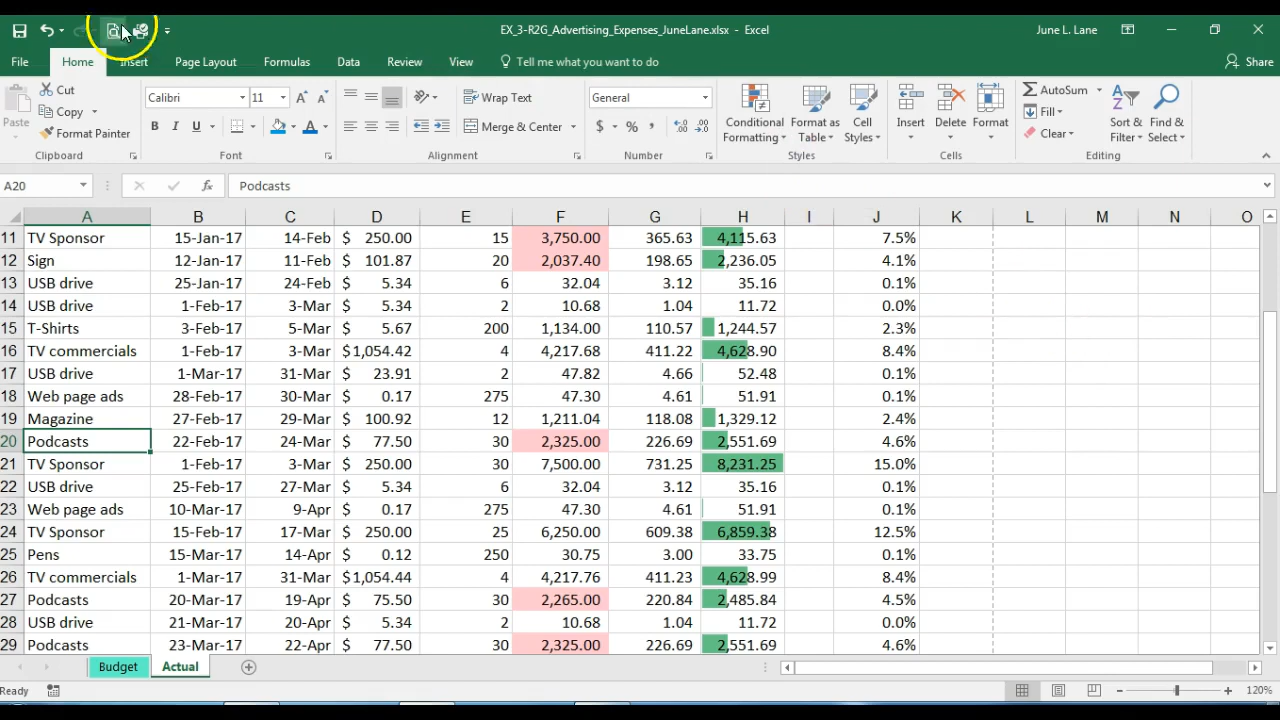 EX_3-R2G_Advertising_Expenses_JuneLane.xlsx - Excel
June L. Lane
File Home Insert Page Layout Formulas Data Review View Tell me what you want to do Share
Paste
Cut
Copy
Format Painter
Clipboard
Calibri 11
B I U
Font
Wrap Text
Merge & Center
Alignment
General
$ % ,
Number
Conditional Formatting
Format as Table
Cell Styles
Styles
Insert
Delete
Format
Cells
AutoSum
Fill
Clear
Sort & Filter
Find & Select
Editing
A20 fx Podcasts
A B C D E F G H I J K L M N O
11 TV Sponsor 15-Jan-17 14-Feb $ 250.00 15 3,750.00 365.63 4,115.63 7.5%
12 Sign 12-Jan-17 11-Feb $ 101.87 20 2,037.40 198.65 2,236.05 4.1%
13 USB drive 25-Jan-17 24-Feb $ 5.34 6 32.04 3.12 35.16 0.1%
14 USB drive 1-Feb-17 3-Mar $ 5.34 2 10.68 1.04 11.72 0.0%
15 T-Shirts 3-Feb-17 5-Mar $ 5.67 200 1,134.00 110.57 1,244.57 2.3%
16 TV commercials 1-Feb-17 3-Mar $1,054.42 4 4,217.68 411.22 4,628.90 8.4%
17 USB drive 1-Mar-17 31-Mar $ 23.91 2 47.82 4.66 52.48 0.1%
18 Web page ads 28-Feb-17 30-Mar $ 0.17 275 47.30 4.61 51.91 0.1%
19 Magazine 27-Feb-17 29-Mar $ 100.92 12 1,211.04 118.08 1,329.12 2.4%
20 Podcasts 22-Feb-17 24-Mar $ 77.50 30 2,325.00 226.69 2,551.69 4.6%
21 TV Sponsor 1-Feb-17 3-Mar $ 250.00 30 7,500.00 731.25 8,231.25 15.0%
22 USB drive 25-Feb-17 27-Mar $ 5.34 6 32.04 3.12 35.16 0.1%
23 Web page ads 10-Mar-17 9-Apr $ 0.17 275 47.30 4.61 51.91 0.1%
24 TV Sponsor 15-Feb-17 17-Mar $ 250.00 25 6,250.00 609.38 6,859.38 12.5%
25 Pens 15-Mar-17 14-Apr $ 0.12 250 30.75 3.00 33.75 0.1%
26 TV commercials 1-Mar-17 31-Mar $1,054.44 4 4,217.76 411.23 4,628.99 8.4%
27 Podcasts 20-Mar-17 19-Apr $ 75.50 30 2,265.00 220.84 2,485.84 4.5%
28 USB drive 21-Mar-17 20-Apr $ 5.34 2 10.68 1.04 11.72 0.0%
29 Podcasts 23-Mar-17 22-Apr $ 77.50 30 2,325.00 226.69 2,551.69 4.6%
Budget Actual
Ready 120%